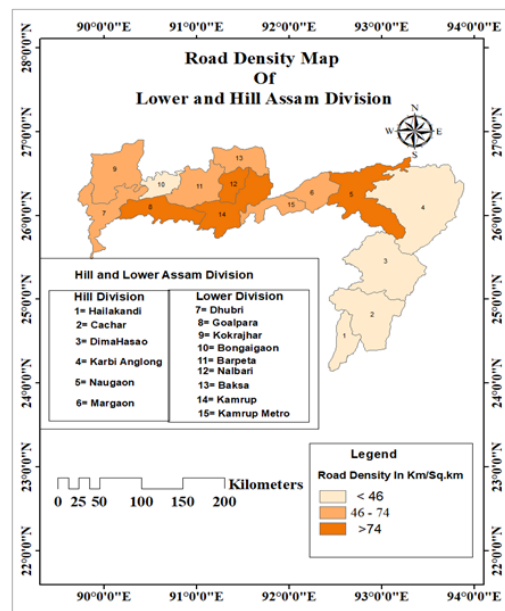 90°0'0"E 91°0'0"E 92°0'0"E 93°0'0"E 94°0'0"E
Road Density Map
Of
Lower and Hill Assam Division
N
W E
S
28°0'0"N 28°0'0"N
27°0'0"N 27°0'0"N
26°0'0"N 26°0'0"N
25°0'0"N 25°0'0"N
24°0'0"N 24°0'0"N
23°0'0"N 23°0'0"N
22°0'0"N 22°0'0"N
13
9
10
11
12
6
5
7
8
14
15
4
3
2
1
Hill and Lower Assam Division
Hill Division
1= Hailakandi
2= Cachar
3= DimaHasao
4= Karbi Anglong
5= Naugaon
6= Margaon
Lower Division
7= Dhubri
8= Goalpara
9= Kokrajhar
10= Bongaigaon
11= Barpeta
12= Nalbari
13= Baksa
14= Kamrup
15= Kamrup Metro
Legend
Road Density In Km/Sq.km
< 46
46 - 74
>74
Kilometers
0 25 50 100 150 200
90°0'0"E 91°0'0"E 92°0'0"E 93°0'0"E 94°0'0"E